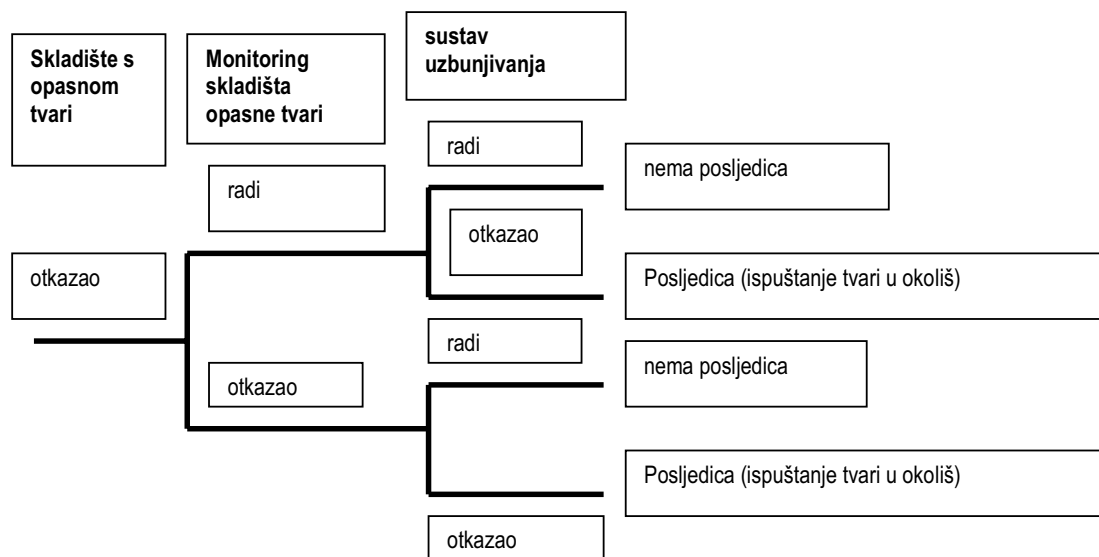 Skladište s
opasnom
tvari
Monitoring
skladišta
opasne tvari
sustav
uzbunjivanja
radi
nema posljedica
radi
otkazao
otkazao
Posljedica (ispuštanje tvari u okoliš)
radi
nema posljedica
otkazao
Posljedica (ispuštanje tvari u okoliš)
otkazao